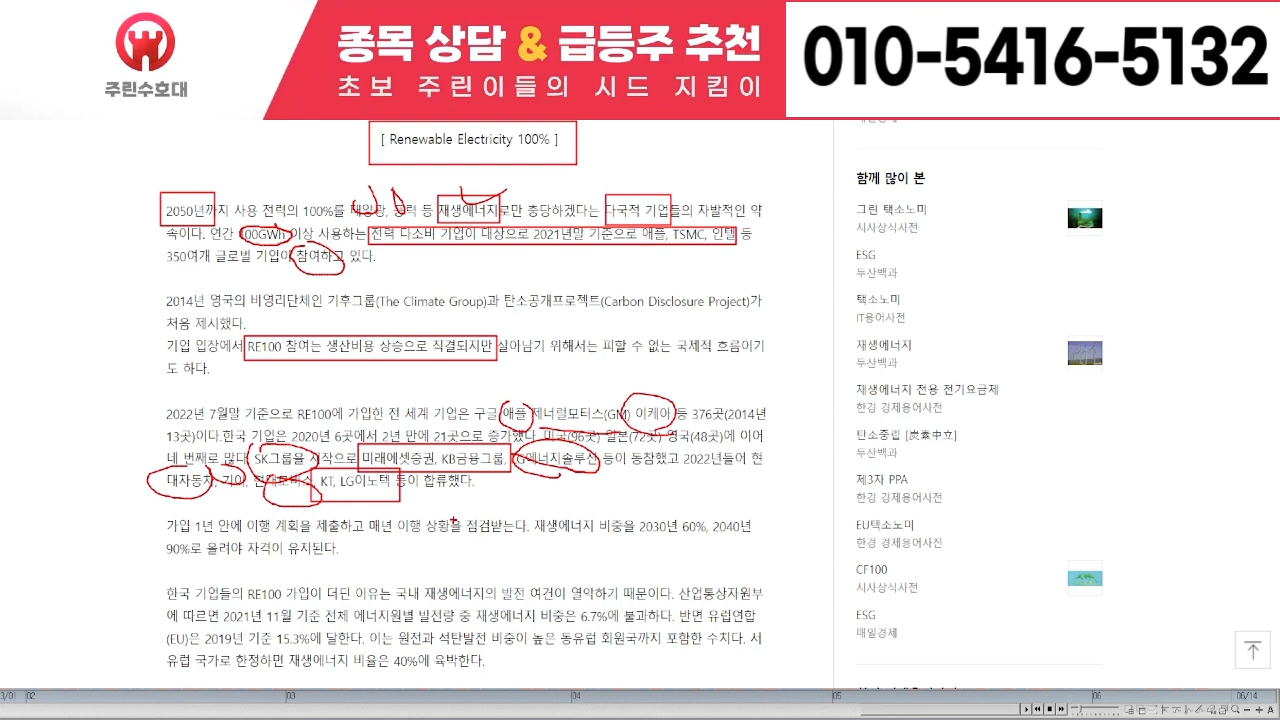 주린수호대
종목 상담 & 급등주 추천
초보 주린이들의 시드 지킴이
010-5416-5132
[ Renewable Electricity 100% ]
2050년까지 사용 전력의 100%를 태양광, 풍력 등 재생에너지로만 충당하겠다는 다국적 기업들의 자발적인 약
속이다. 연간 100GWh 이상 사용하는 전력 다소비 기업이 대상으로 2021년말 기준으로 애플, TSMC, 인텔 등
350여개 글로벌 기업이 참여하고 있다.
2014년 영국의 비영리단체인 기후그룹(The Climate Group)과 탄소공개프로젝트(Carbon Disclosure Project)가
처음 제시했다.
기업 입장에서 RE100 참여는 생산비용 상승으로 직결되지만 살아남기 위해서는 피할 수 없는 국제적 흐름이기
도 하다.
2022년 7월말 기준으로 RE100에 가입한 전 세계 기업은 구글 애플 제너럴모티스(GM) 이케아 등 376곳(2014년
13곳)이다.한국 기업은 2020년 6곳에서 2년 만에 21곳으로 증가했다. 미국(96곳) 일본(72곳) 영국(48곳)에 이어
네 번째로 많다. SK그룹을 시작으로 미래에셋증권, KB금융그룹, LG에너지솔루션 등이 동참했고 2022년들어 현
대자동차, 기아, 현대모비스, KT, LG이노텍 등이 합류했다.
가입 1년 안에 이행 계획을 제출하고 매년 이행 상황을 점검받는다. 재생에너지 비중을 2030년 60%, 2040년
90%로 올려야 자격이 유지된다.
한국 기업들의 RE100 가입이 더딘 이유는 국내 재생에너지의 발전 여건이 열약하기 때문이다. 산업통상자원부
에 따르면 2021년 11월 기준 전체 에너지원별 발전량 중 재생에너지 비중은 6.7%에 불과하다. 반면 유럽연합
(EU)은 2019년 기준 15.3%에 달한다. 이는 원전과 석탄발전 비중이 높은 동유럽 회원국까지 포함한 수치다. 서
유럽 국가로 한정하면 재생에너지 비율은 40%에 육박한다.
함께 많이 본
그린 택소노미
시사상식사전
ESG
두산백과
택소노미
IT용어사전
재생에너지
두산백과
재생에너지 전용 전기요금제
한경 경제용어사전
탄소중립 [炭素中立]
두산백과
제3자 PPA
한경 경제용어사전
EU택소노미
한경 경제용어사전
CF100
시사상식사전
ESG
매일경제
3/01 02 03 04 05 06 06/14